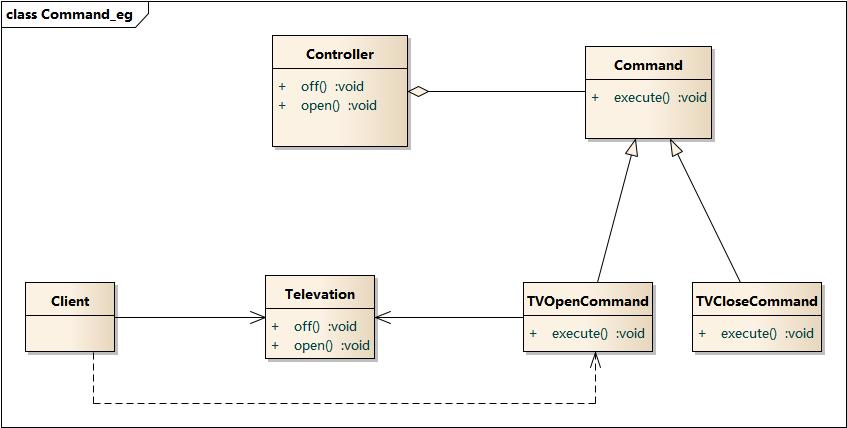 class Command_eg
Controller
+ off() :void
+ open() :void
Command
+ execute() :void
Client
Televation
+ off() :void
+ open() :void
TVOpenCommand
+ execute() :void
TVCloseCommand
+ execute() :void